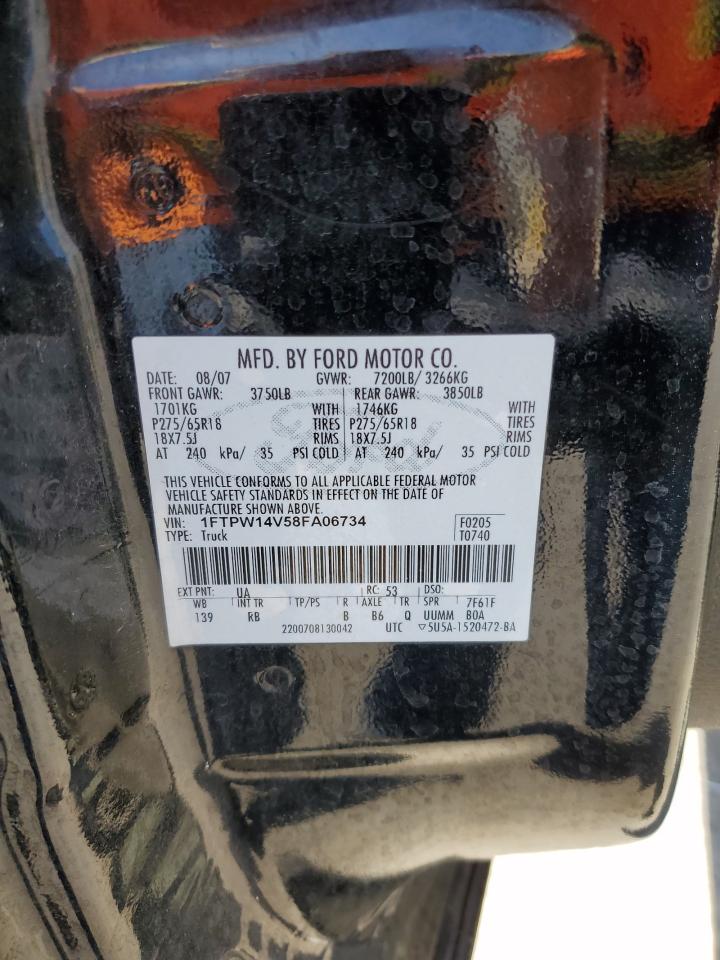 MFD. BY FORD MOTOR CO.
DATE: 08/07 GVWR: 7200LB/ 3266KG
FRONT GAWR: 3750LB REAR GAWR: 3850LB
1701KG WITH 1746KG WITH
P275/65R18 TIRES P275/65R18 TIRES
18X7.5J RIMS 18X7.5J RIMS
AT 240 kPa/ 35 PSI COLD AT 240 kPa/ 35 PSI COLD
THIS VEHICLE CONFORMS TO ALL APPLICABLE FEDERAL MOTOR
VEHICLE SAFETY STANDARDS IN EFFECT ON THE DATE OF
MANUFACTURE SHOWN ABOVE.
VIN: 1FTPW14V58FA06734 F0205
TYPE: Truck T0740
EXT PNT: UA RC: 53 DSO:
WB INT TR TP/PS R AXLE TR SPR 7F61F
139 RB B B6 Q UUMM B0A
2200708130042 UTC ▽5U5A-1520472-BA